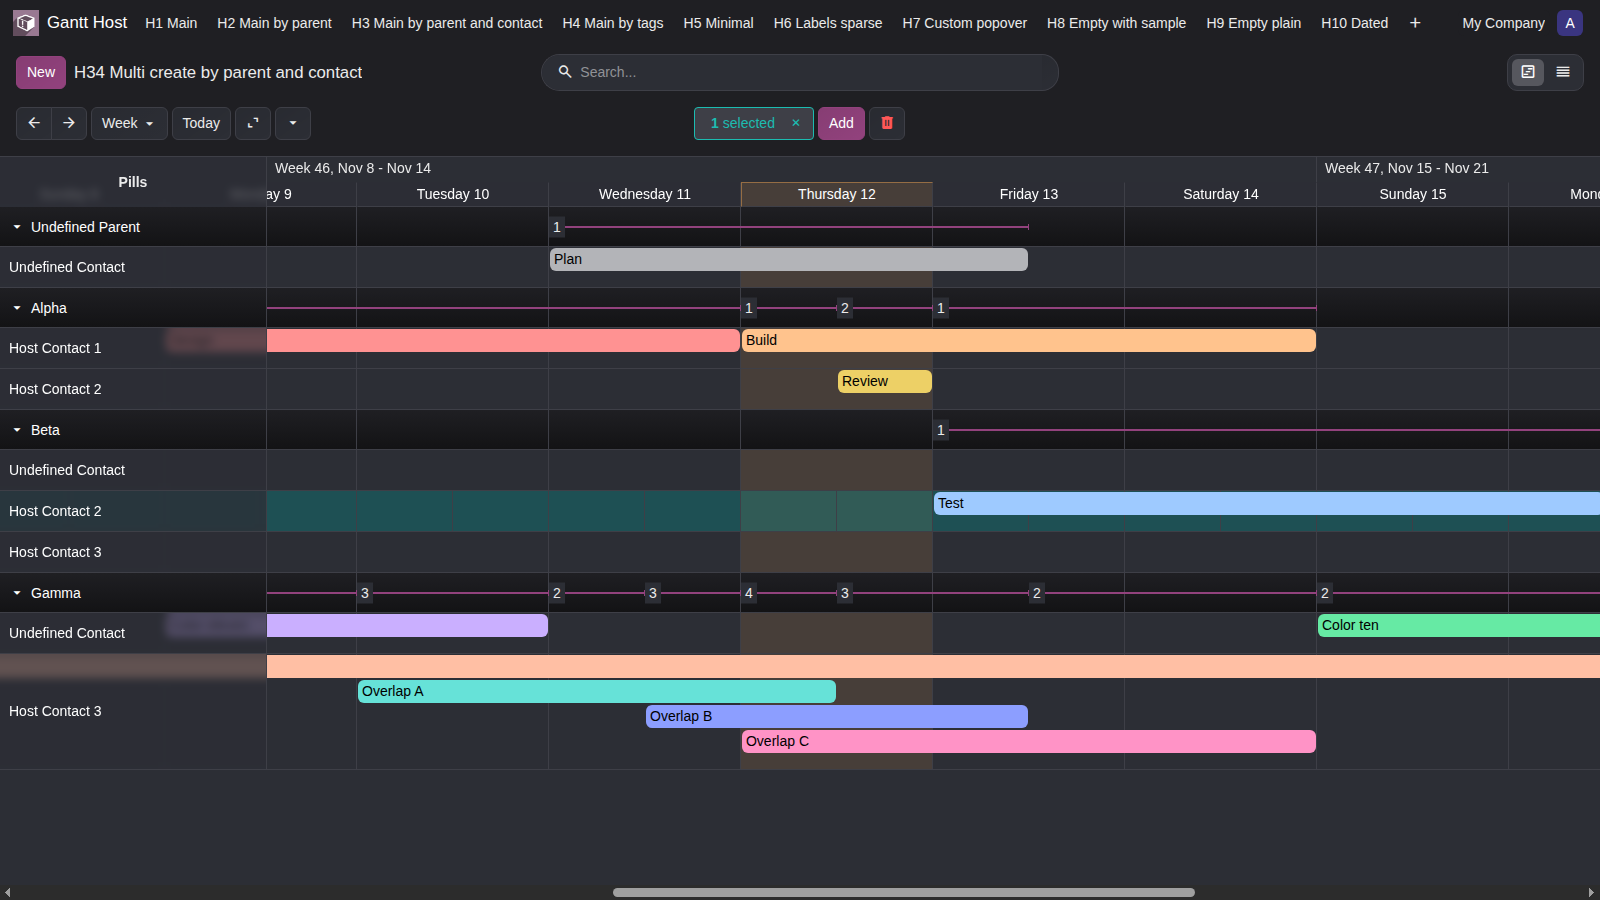 Gantt Host H1 Main H2 Main by parent H3 Main by parent and contact H4 Main by tags H5 Minimal H6 Labels sparse H7 Custom popover H8 Empty with sample H9 Empty plain H10 Dated + My Company A
New H34 Multi create by parent and contact Search...
Week Today 1 selected × Add
Week 46, Nov 8 - Nov 14 Week 47, Nov 15 - Nov 21
Pills
ay 9 Tuesday 10 Wednesday 11 Thursday 12 Friday 13 Saturday 14 Sunday 15 Mon
Undefined Parent 1
Undefined Contact Plan
Alpha 1 2 1
Host Contact 1 Build
Host Contact 2 Review
Beta 1
Undefined Contact
Host Contact 2 Test
Host Contact 3
Gamma 3 2 3 4 3 2 2
Undefined Contact Color ten
Overlap A
Host Contact 3 Overlap B
Overlap C